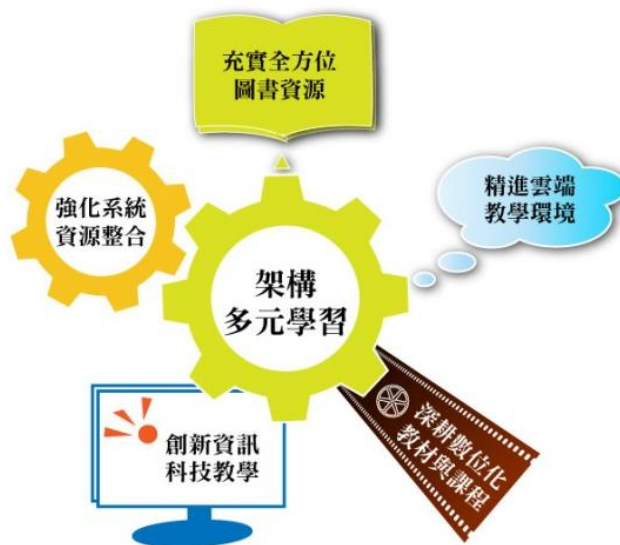 充實全方位
圖書資源
強化系統
資源整合
精進雲端
教學環境
架構
多元學習
創新資訊
科技教學
深耕數位化
教材與課程